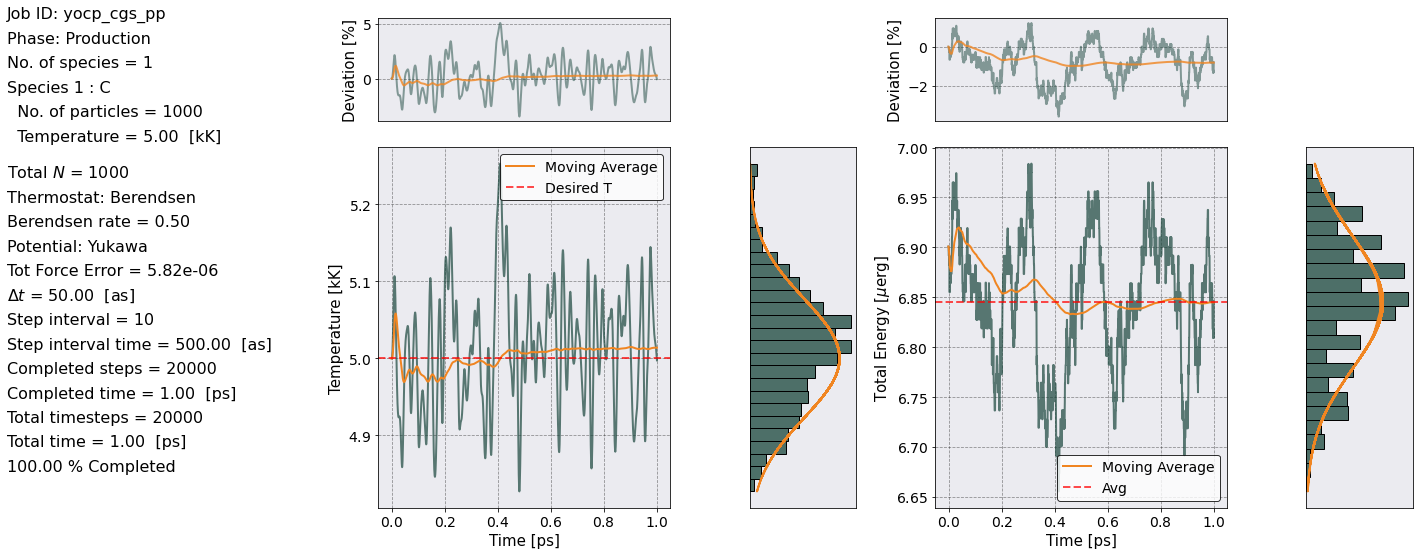 Job ID: yocp_cgs_pp
Phase: Production
No. of species = 1
Species 1 : C
No. of particles = 1000
Temperature = 5.00 [kK]
Total N = 1000
Thermostat: Berendsen
Berendsen rate = 0.50
Potential: Yukawa
Tot Force Error = 5.82e-06
Δt = 50.00 [as]
Step interval = 10
Step interval time = 500.00 [as]
Completed steps = 20000
Completed time = 1.00 [ps]
Total timesteps = 20000
Total time = 1.00 [ps]
100.00 % Completed
Deviation [%]
5
0
Temperature [kK]
5.2
5.1
5.0
4.9
Moving Average
Desired T
0.0 0.2 0.4 0.6 0.8 1.0
Time [ps]
Deviation [%]
0
−2
Total Energy [μerg]
7.00
6.95
6.90
6.85
6.80
6.75
6.70
6.65
Moving Average
Avg
0.0 0.2 0.4 0.6 0.8 1.0
Time [ps]